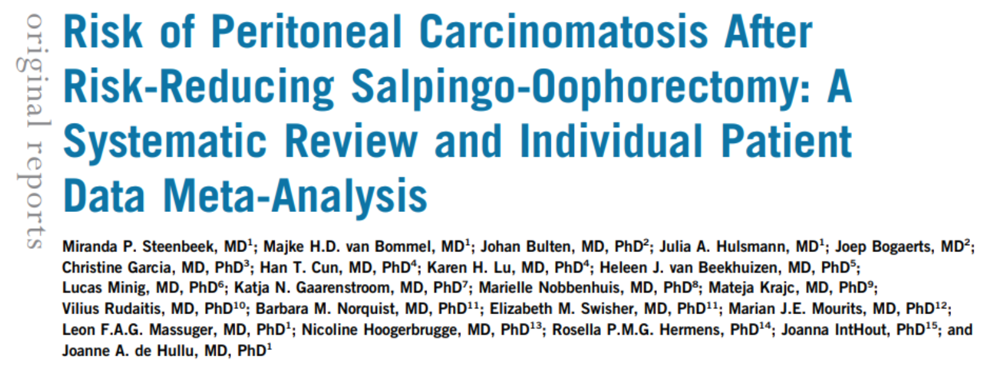 original reports
Risk of Peritoneal Carcinomatosis After
Risk-Reducing Salpingo-Oophorectomy: A
Systematic Review and Individual Patient
Data Meta-Analysis
Miranda P. Steenbeek, MD¹; Majke H.D. van Bommel, MD¹; Johan Bulten, MD, PhD²; Julia A. Hulsmann, MD¹; Joep Bogaerts, MD²;
Christine Garcia, MD, PhD³; Han T. Cun, MD, PhD⁴; Karen H. Lu, MD, PhD⁴; Heleen J. van Beekhuizen, MD, PhD⁵;
Lucas Minig, MD, PhD⁶; Katja N. Gaarenstroom, MD, PhD⁷; Marielle Nobbenhuis, MD, PhD⁸; Mateja Krajc, MD, PhD⁹;
Vilius Rudaitis, MD, PhD¹⁰; Barbara M. Norquist, MD, PhD¹¹; Elizabeth M. Swisher, MD, PhD¹¹; Marian J.E. Mourits, MD, PhD¹²;
Leon F.A.G. Massuger, MD, PhD¹; Nicoline Hoogerbrugge, MD, PhD¹³; Rosella P.M.G. Hermens, PhD¹⁴; Joanna IntHout, PhD¹⁵; and
Joanne A. de Hullu, MD, PhD¹